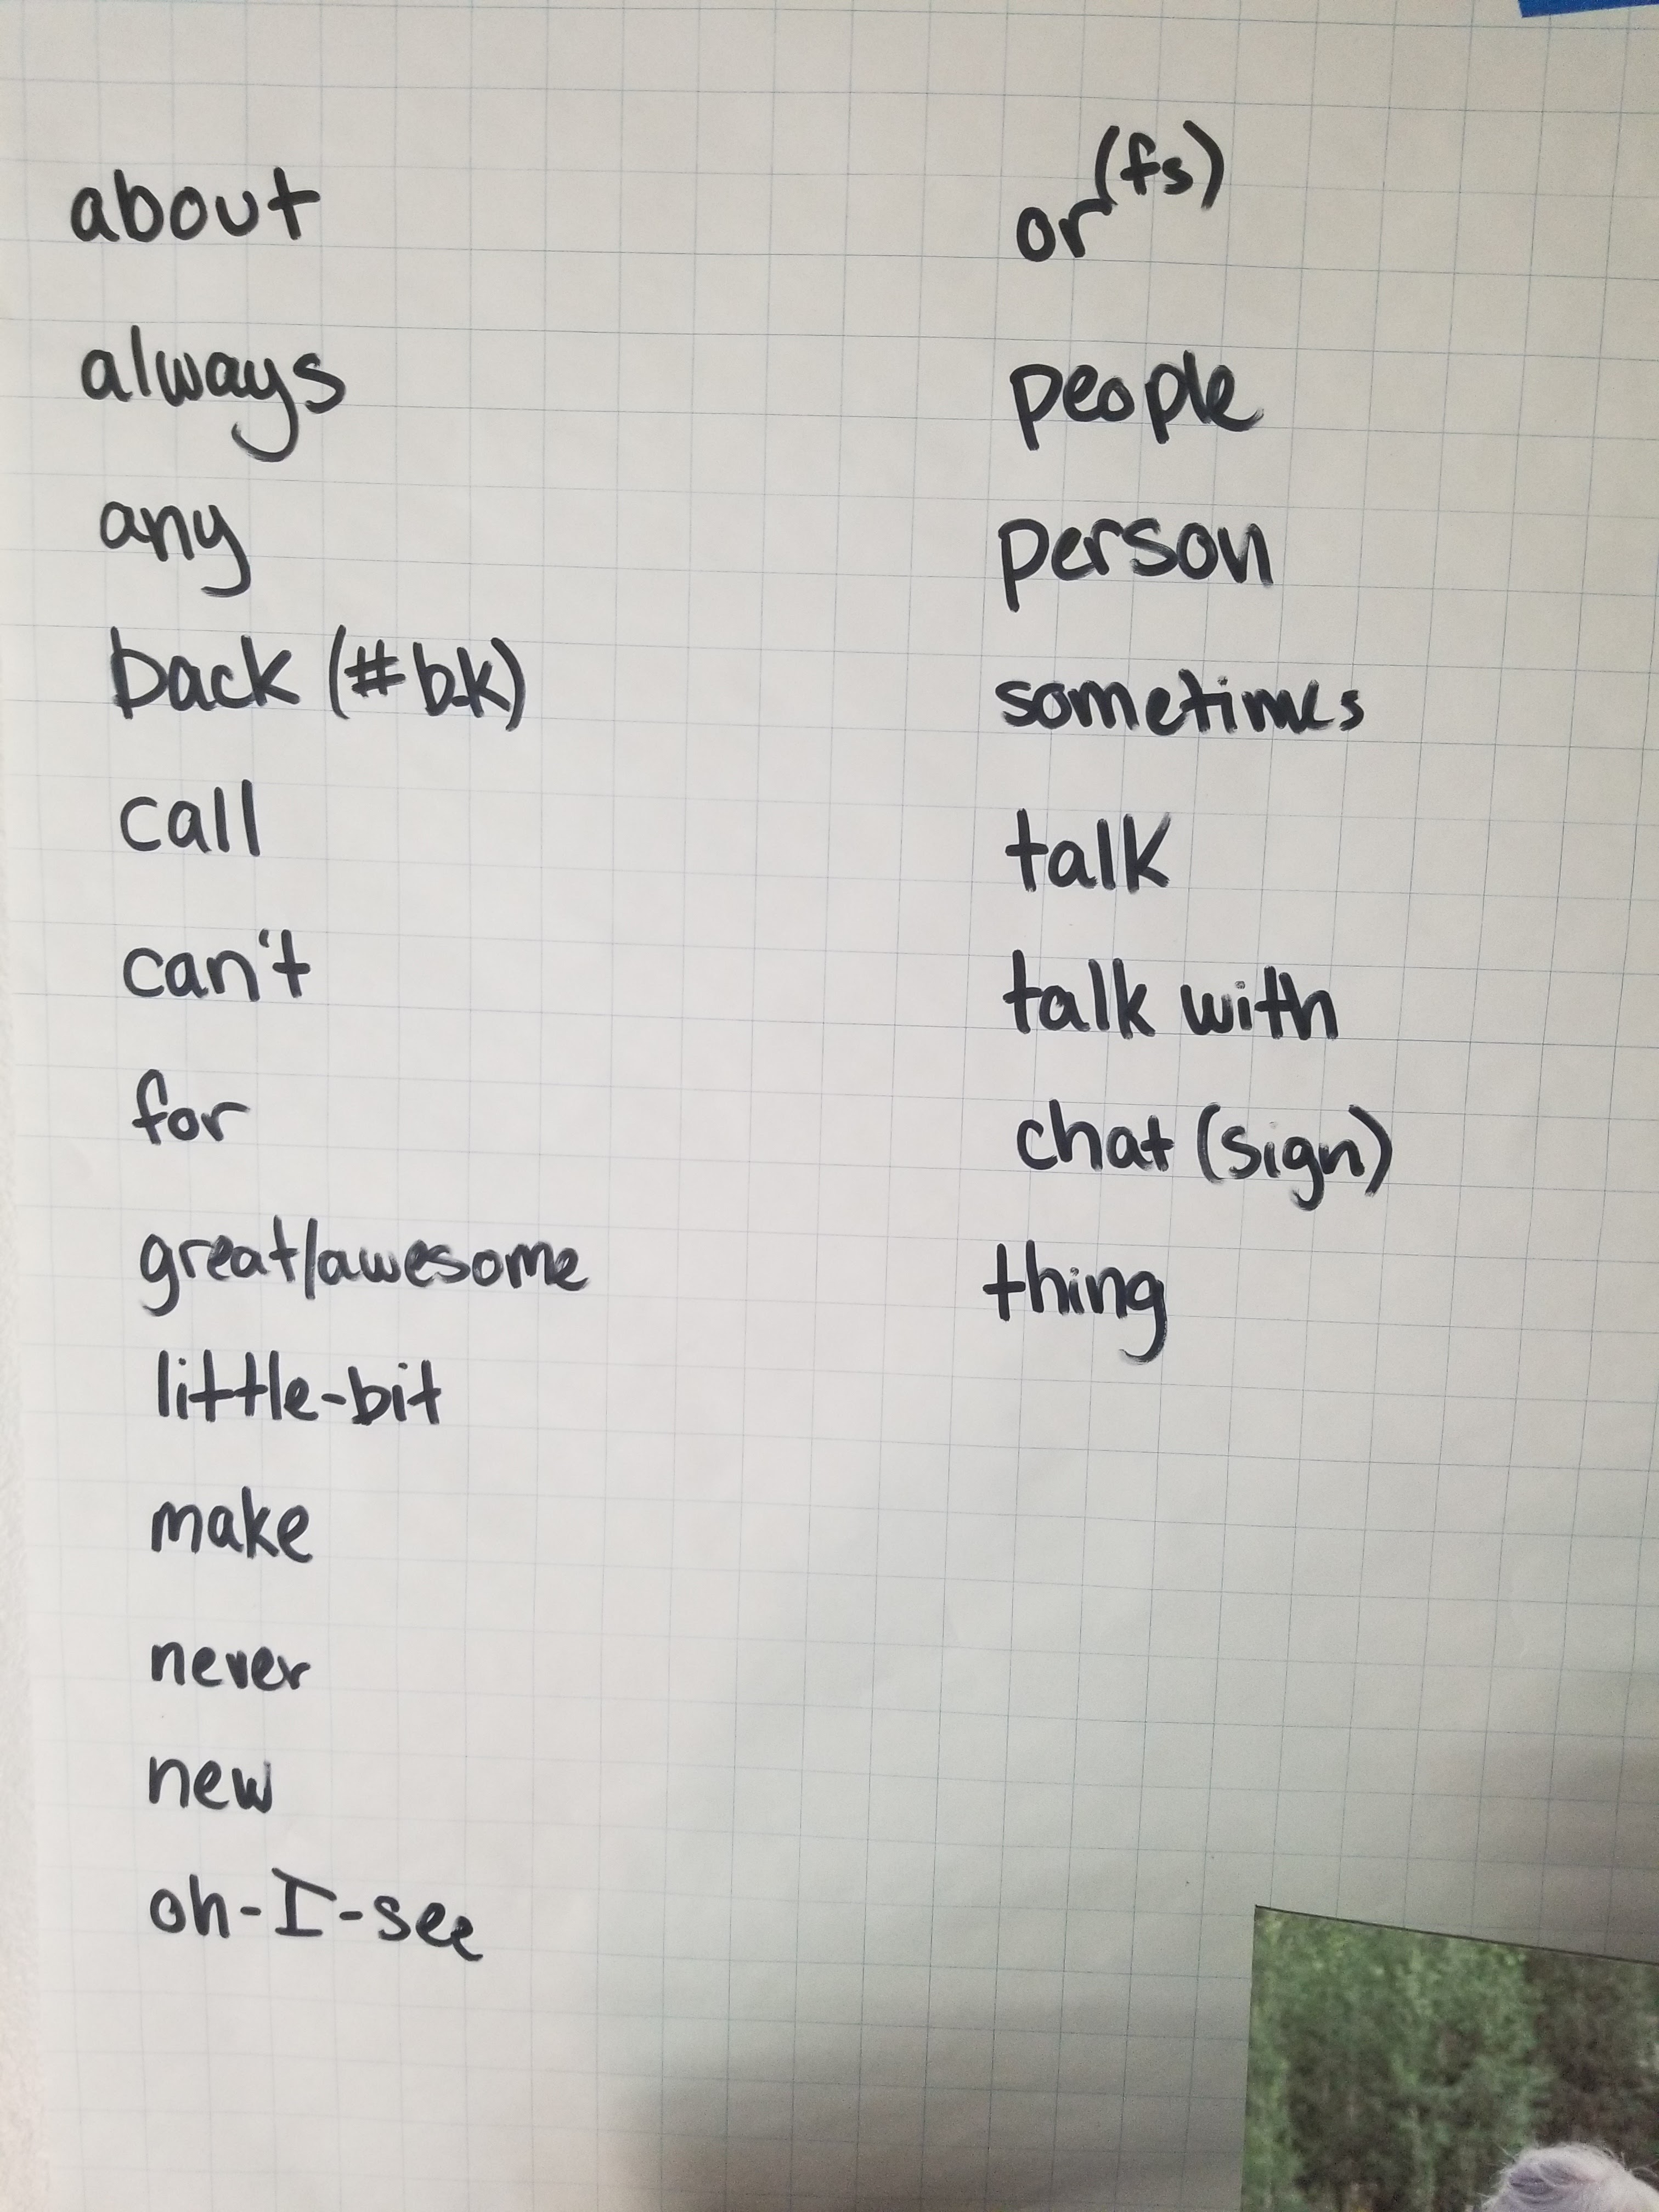 about
always
any
back (#bk)
call
can't
for
great/awesome
little-bit
make
never
new
oh-I-see
or (fs)
people
person
sometimes
talk
talk with
chat (sign)
thing